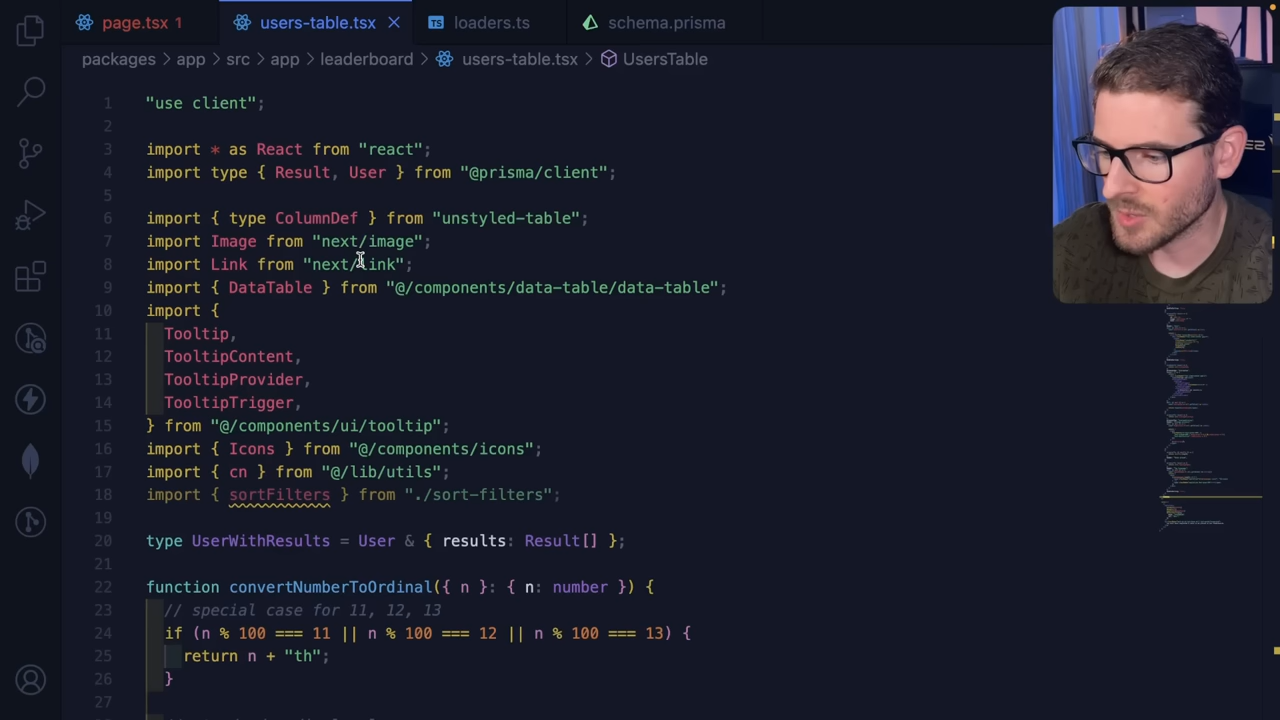 page.tsx 1
users-table.tsx
TS loaders.ts
schema.prisma
packages > app > src > app > leaderboard > users-table.tsx > UsersTable
1 "use client";
2
3 import * as React from "react";
4 import type { Result, User } from "@prisma/client";
5
6 import { type ColumnDef } from "unstyled-table";
7 import Image from "next/image";
8 import Link from "next/link";
9 import { DataTable } from "@/components/data-table/data-table";
10 import {
11 Tooltip,
12 TooltipContent,
13 TooltipProvider,
14 TooltipTrigger,
15 } from "@/components/ui/tooltip";
16 import { Icons } from "@/components/icons";
17 import { cn } from "@/lib/utils";
18 import { sortFilters } from "./sort-filters";
19
20 type UserWithResults = User & { results: Result[] };
21
22 function convertNumberToOrdinal({ n }: { n: number }) {
23 // special case for 11, 12, 13
24 if (n % 100 === 11 || n % 100 === 12 || n % 100 === 13) {
25 return n + "th";
26 }
27